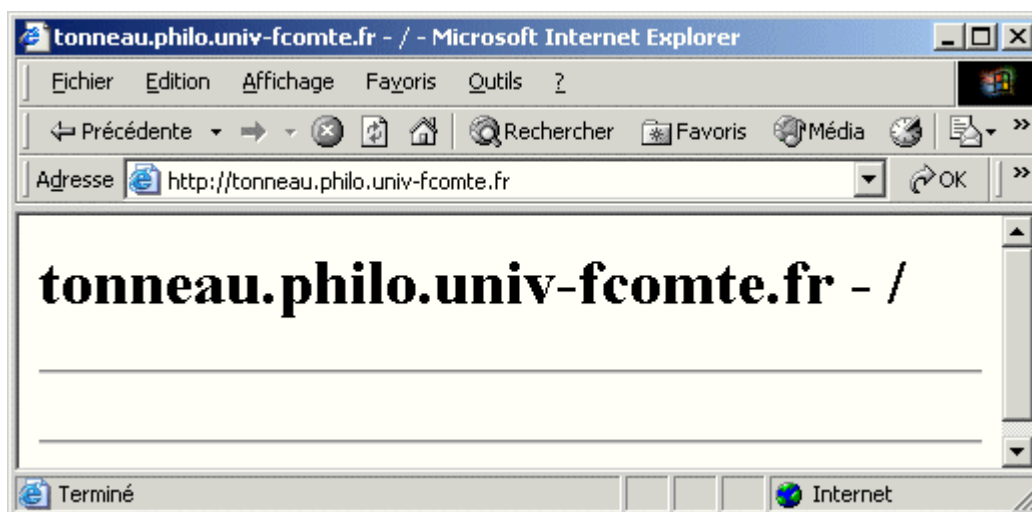 tonneau.philo.univ-fcomte.fr - / - Microsoft Internet Explorer
Fichier Edition Affichage Favoris Outils ?
Précédente Rechercher Favoris Média »
Adresse http://tonneau.philo.univ-fcomte.fr OK »
tonneau.philo.univ-fcomte.fr - /
Terminé Internet